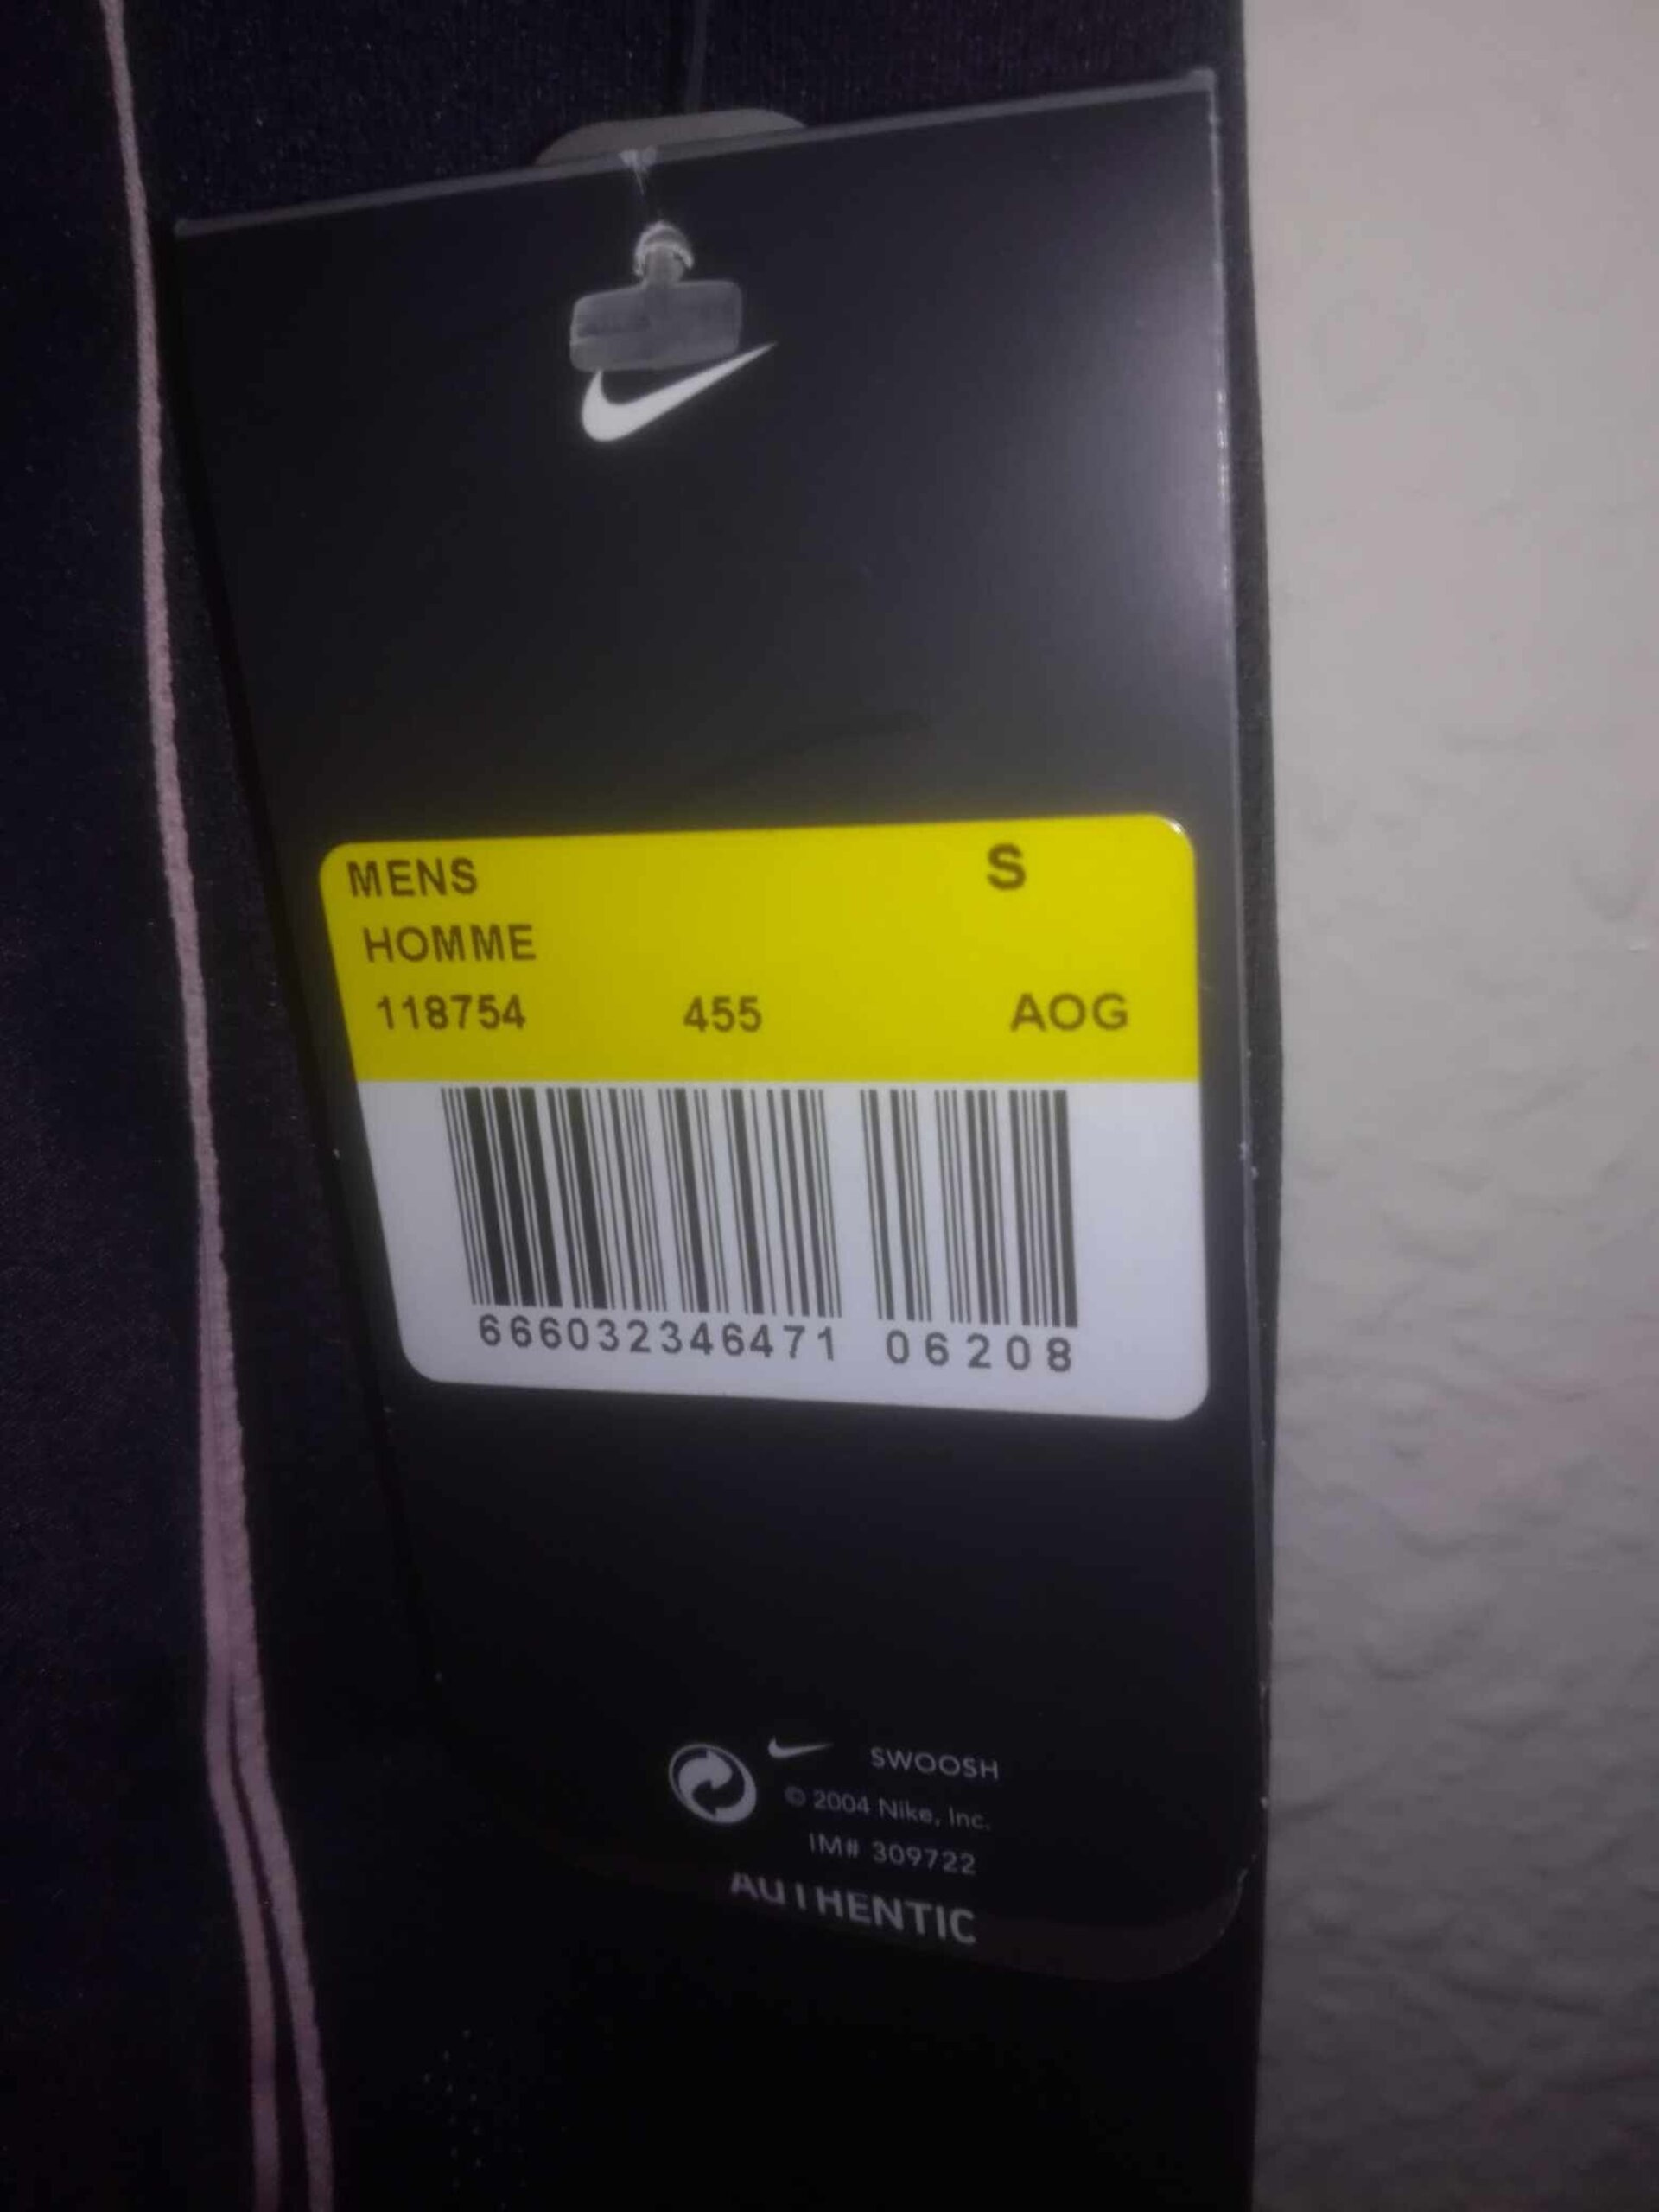 MENS S
HOMME
118754 455 AOG
666032346471 06208
SWOOSH
© 2004 Nike, Inc.
IM# 309722
AUTHENTIC